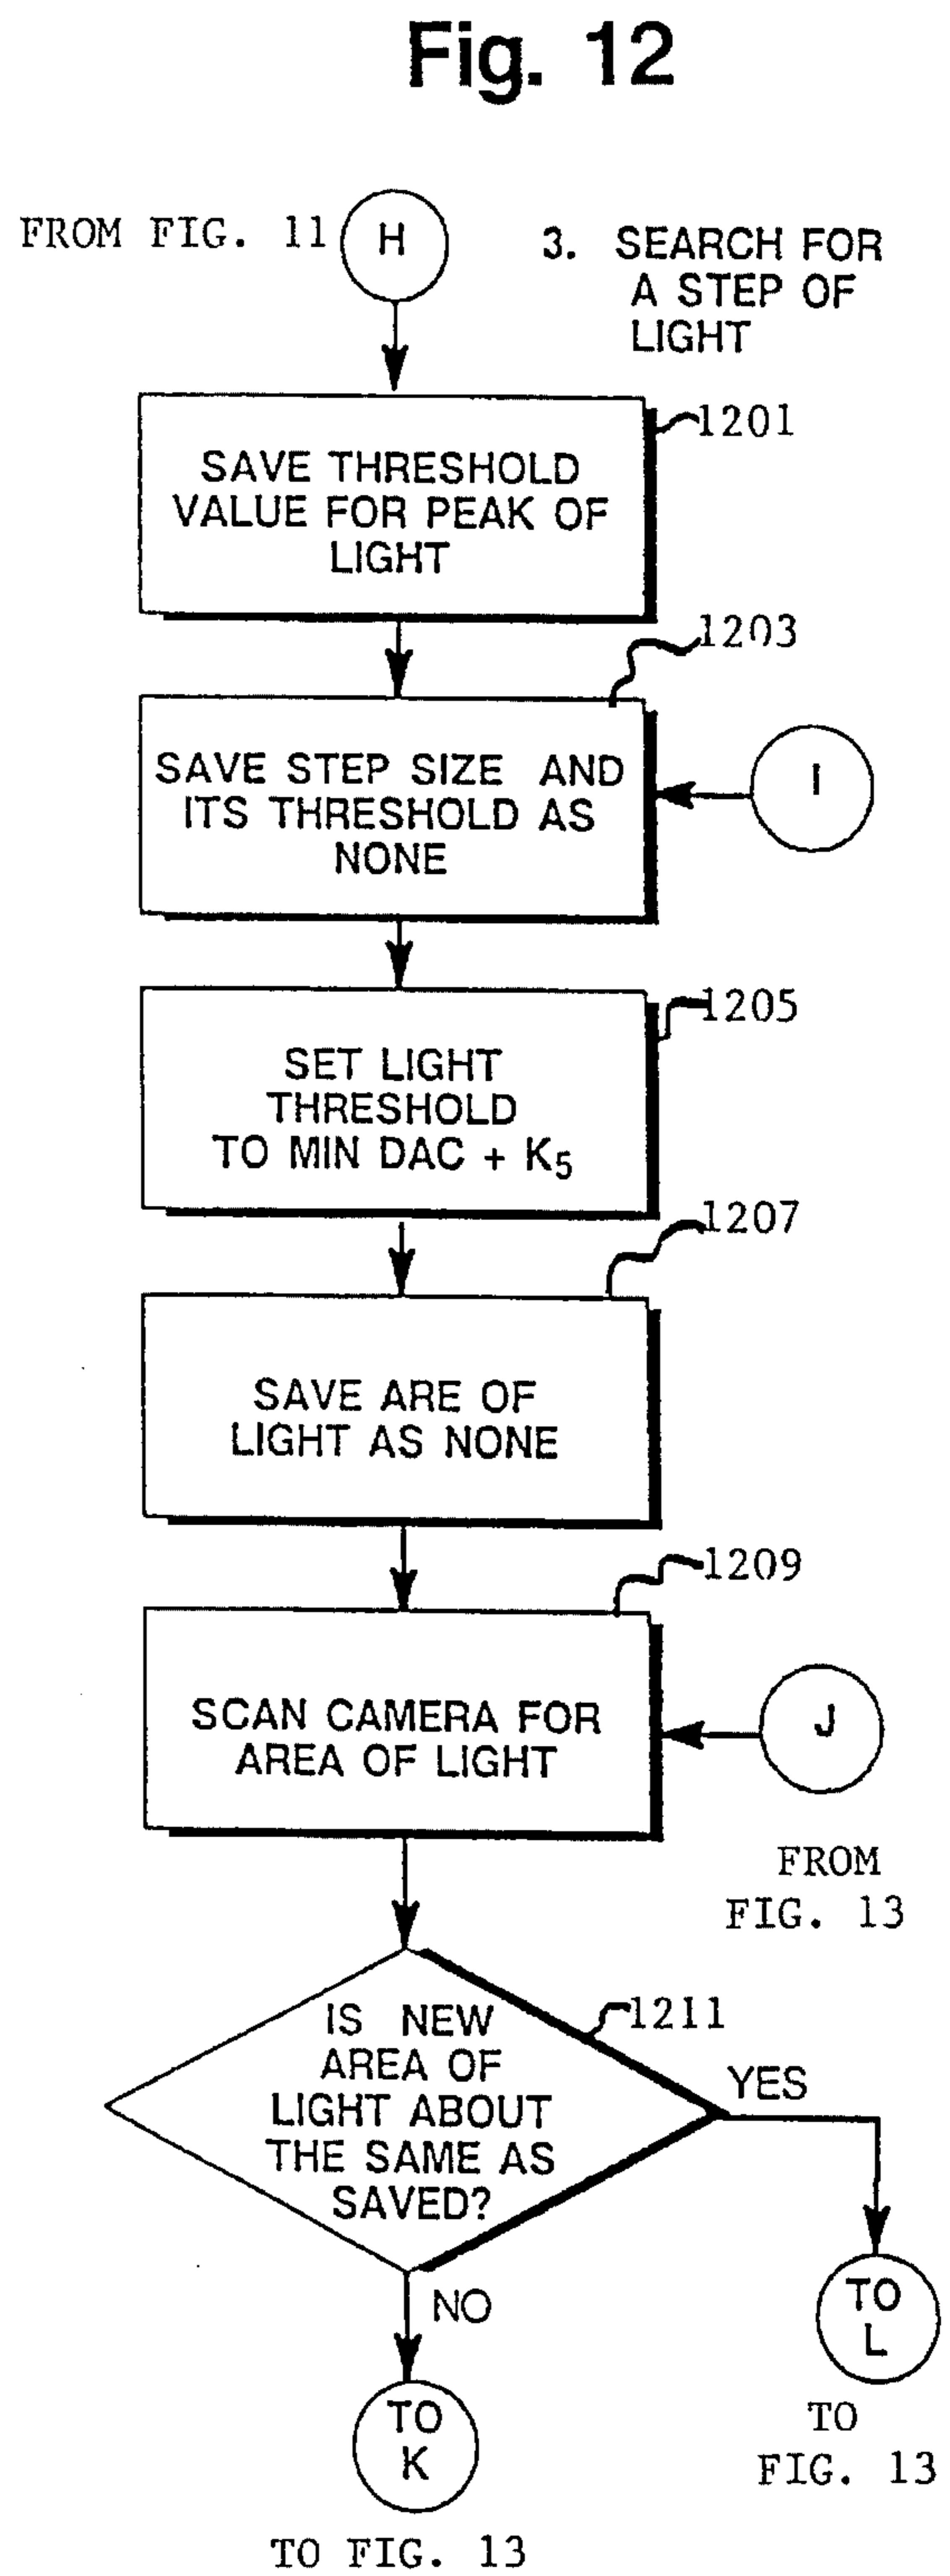 Fig. 12
FROM FIG. 11
H
3. SEARCH FOR
A STEP OF
LIGHT
1201
SAVE THRESHOLD
VALUE FOR PEAK OF
LIGHT
1203
SAVE STEP SIZE AND
ITS THRESHOLD AS
NONE
I
1205
SET LIGHT
THRESHOLD
TO MIN DAC + K5
1207
SAVE ARE OF
LIGHT AS NONE
1209
SCAN CAMERA FOR
AREA OF LIGHT
J
FROM
FIG. 13
1211
IS NEW
AREA OF
LIGHT ABOUT
THE SAME AS
SAVED?
YES
NO
TO
L
TO
FIG. 13
TO
K
TO FIG. 13